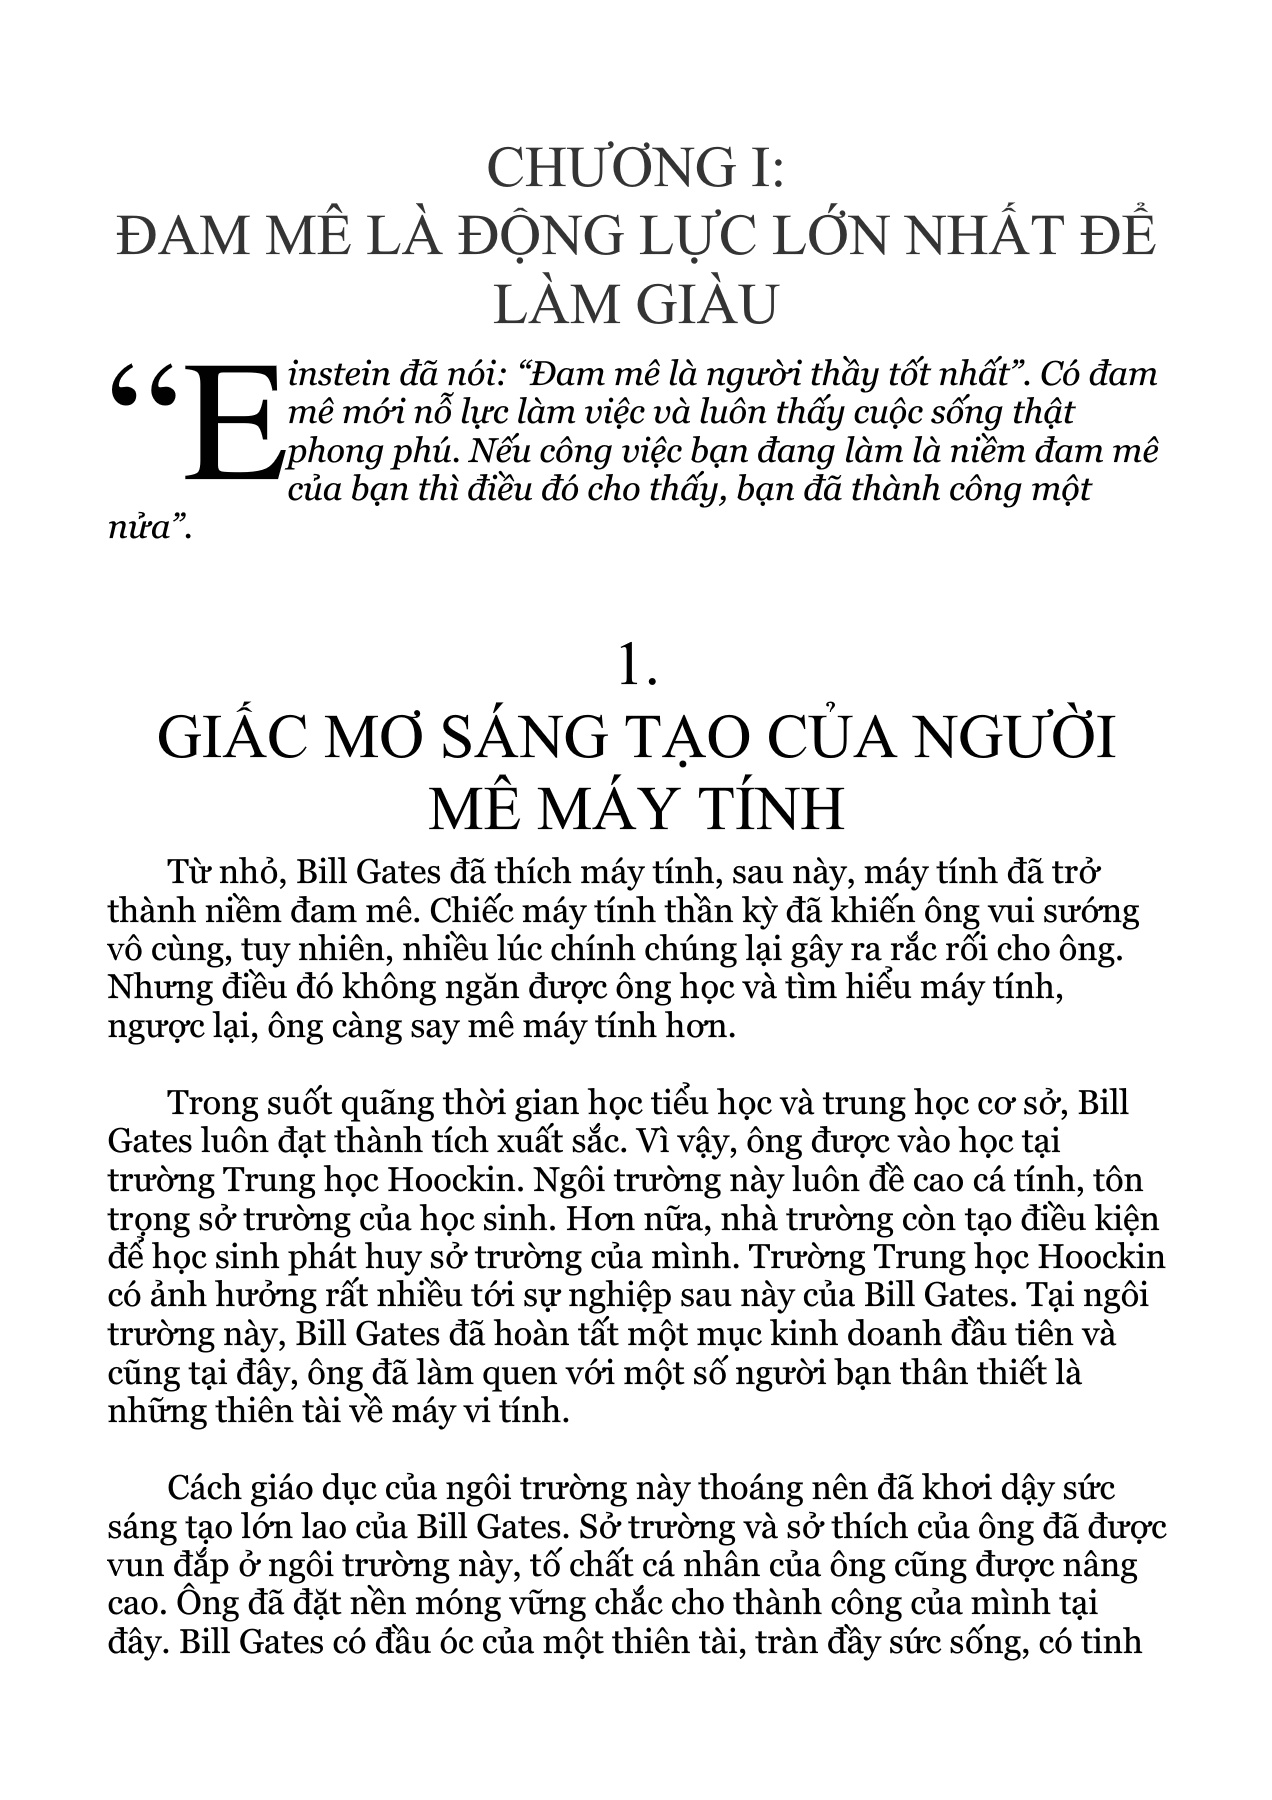 CHƯƠNG I:
ĐAM MÊ LÀ ĐỘNG LỰC LỚN NHẤT ĐỂ
LÀM GIÀU
“Einstein đã nói: “Đam mê là người thầy tốt nhất”. Có đam
mê mới nỗ lực làm việc và luôn thấy cuộc sống thật
phong phú. Nếu công việc bạn đang làm là niềm đam mê
của bạn thì điều đó cho thấy, bạn đã thành công một
nửa”.
1.
GIẤC MƠ SÁNG TẠO CỦA NGƯỜI
MÊ MÁY TÍNH
Từ nhỏ, Bill Gates đã thích máy tính, sau này, máy tính đã trở
thành niềm đam mê. Chiếc máy tính thần kỳ đã khiến ông vui sướng
vô cùng, tuy nhiên, nhiều lúc chính chúng lại gây ra rắc rối cho ông.
Nhưng điều đó không ngăn được ông học và tìm hiểu máy tính,
ngược lại, ông càng say mê máy tính hơn.
Trong suốt quãng thời gian học tiểu học và trung học cơ sở, Bill
Gates luôn đạt thành tích xuất sắc. Vì vậy, ông được vào học tại
trường Trung học Hoockin. Ngôi trường này luôn đề cao cá tính, tôn
trọng sở trường của học sinh. Hơn nữa, nhà trường còn tạo điều kiện
để học sinh phát huy sở trường của mình. Trường Trung học Hoockin
có ảnh hưởng rất nhiều tới sự nghiệp sau này của Bill Gates. Tại ngôi
trường này, Bill Gates đã hoàn tất một mục kinh doanh đầu tiên và
cũng tại đây, ông đã làm quen với một số người bạn thân thiết là
những thiên tài về máy vi tính.
Cách giáo dục của ngôi trường này thoáng nên đã khơi dậy sức
sáng tạo lớn lao của Bill Gates. Sở trường và sở thích của ông đã được
vun đắp ở ngôi trường này, tố chất cá nhân của ông cũng được nâng
cao. Ông đã đặt nền móng vững chắc cho thành công của mình tại
đây. Bill Gates có đầu óc của một thiên tài, tràn đầy sức sống, có tinh